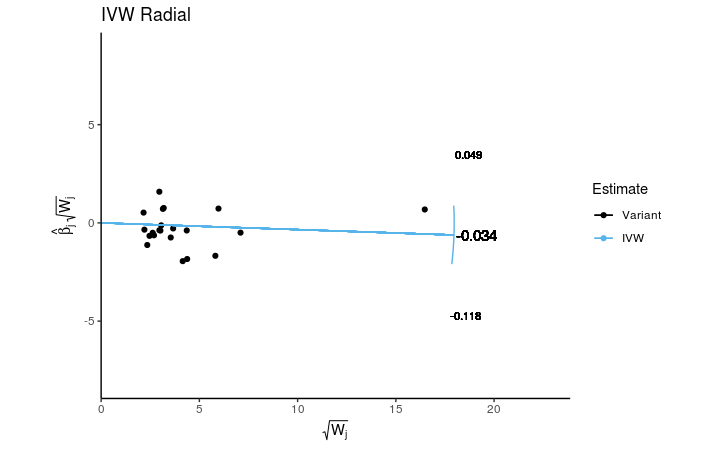 IVW Radial
β̂j√Wj
5
0
-5
0.049
-0.034
-0.118
0
5
10
15
20
√Wj
Estimate
Variant
IVW